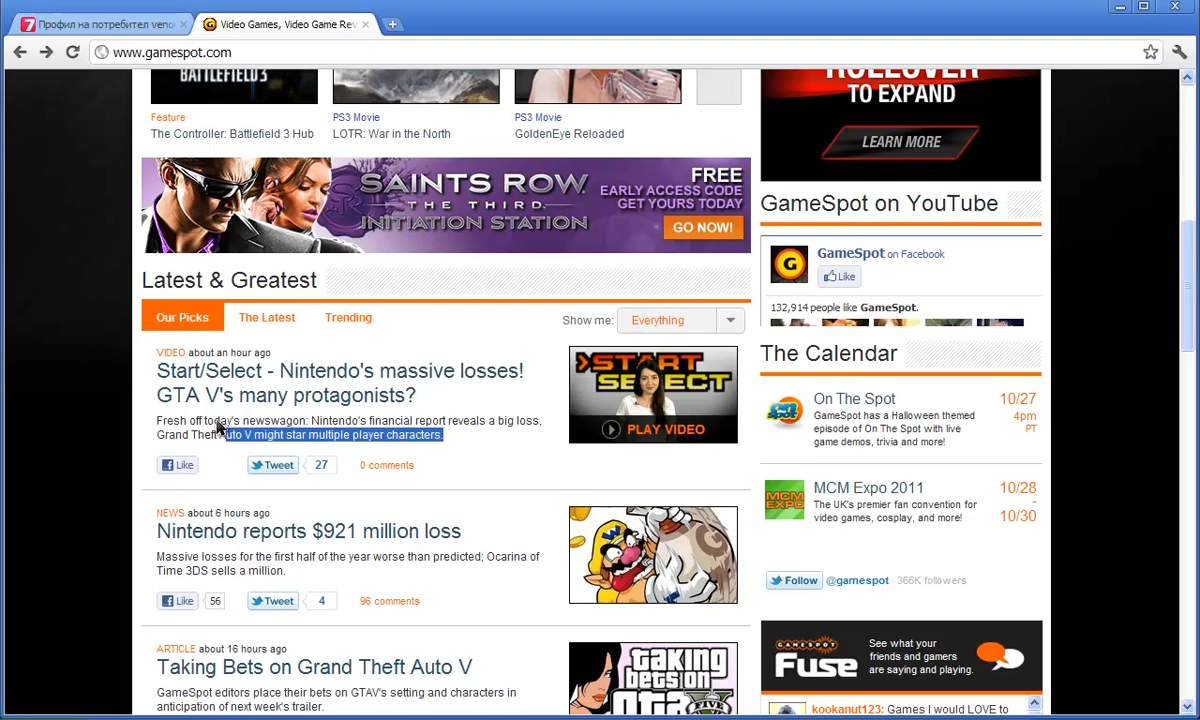 Профил на потребител veno
Video Games, Video Game Rev
www.gamespot.com
BATTLEFIELD 3
Feature
The Controller: Battlefield 3 Hub
PS3 Movie
LOTR: War in the North
PS3 Movie
GoldenEye Reloaded
ROLLOVER
TO EXPAND
LEARN MORE
SAINTS ROW
THE THIRD
INITIATION STATION
FREE
EARLY ACCESS CODE
GET YOURS TODAY
GO NOW!
GameSpot on YouTube
GameSpot on Facebook
Like
132,914 people like GameSpot.
Latest & Greatest
Our Picks
The Latest
Trending
Show me:
Everything
VIDEO about an hour ago
Start/Select - Nintendo's massive losses!
GTA V's many protagonists?
Fresh off today's newswagon: Nintendo's financial report reveals a big loss,
Grand Theft Auto V might star multiple player characters.
Like
Tweet
27
0 comments
START
SELECT
PLAY VIDEO
NEWS about 6 hours ago
Nintendo reports $921 million loss
Massive losses for the first half of the year worse than predicted; Ocarina of
Time 3DS sells a million.
Like
56
Tweet
4
96 comments
ARTICLE about 16 hours ago
Taking Bets on Grand Theft Auto V
GameSpot editors place their bets on GTAV's setting and characters in
anticipation of next week's trailer.
taking
bets on
The Calendar
On The Spot
GameSpot has a Halloween themed
episode of On The Spot with live
game demos, trivia and more!
10/27
4pm
PT
MCM
EXPO
MCM Expo 2011
The UK's premier fan convention for
video games, cosplay, and more!
10/28
-
10/30
Follow
@gamespot
366K followers
GAMESPOT
Fuse
See what your
friends and gamers
are saying and playing.
kookanut123: Games I would LOVE to